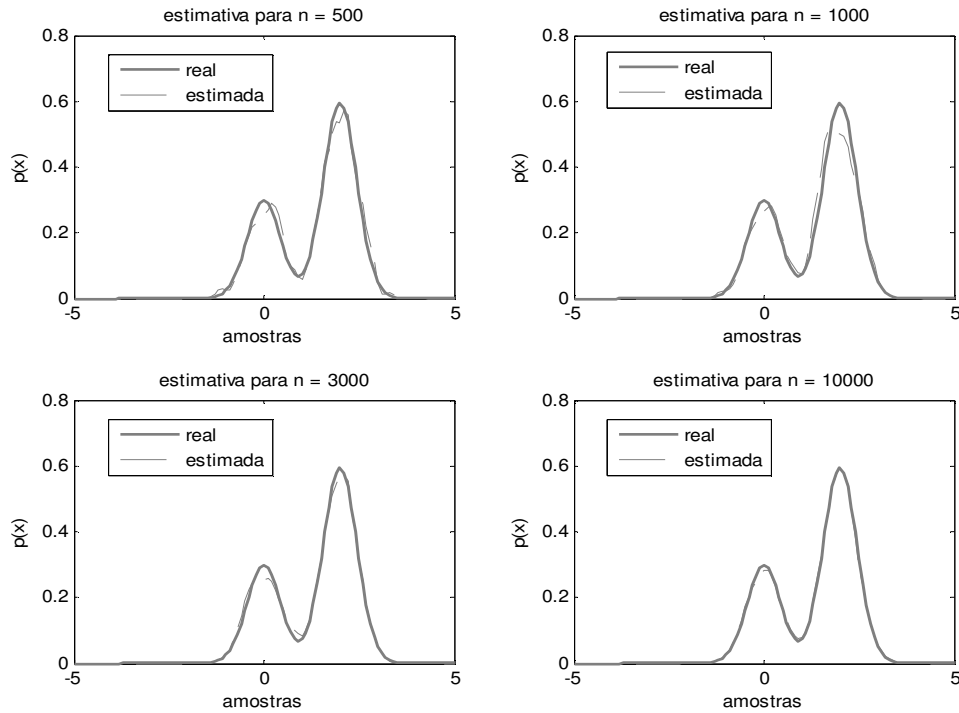 estimativa para n = 500
0.8
0.6
0.4
0.2
0
-5
0
5
p(x)
amostras
real
estimada
estimativa para n = 1000
0.8
0.6
0.4
0.2
0
-5
0
5
p(x)
amostras
real
estimada
estimativa para n = 3000
0.8
0.6
0.4
0.2
0
-5
0
5
p(x)
amostras
real
estimada
estimativa para n = 10000
0.8
0.6
0.4
0.2
0
-5
0
5
p(x)
amostras
real
estimada